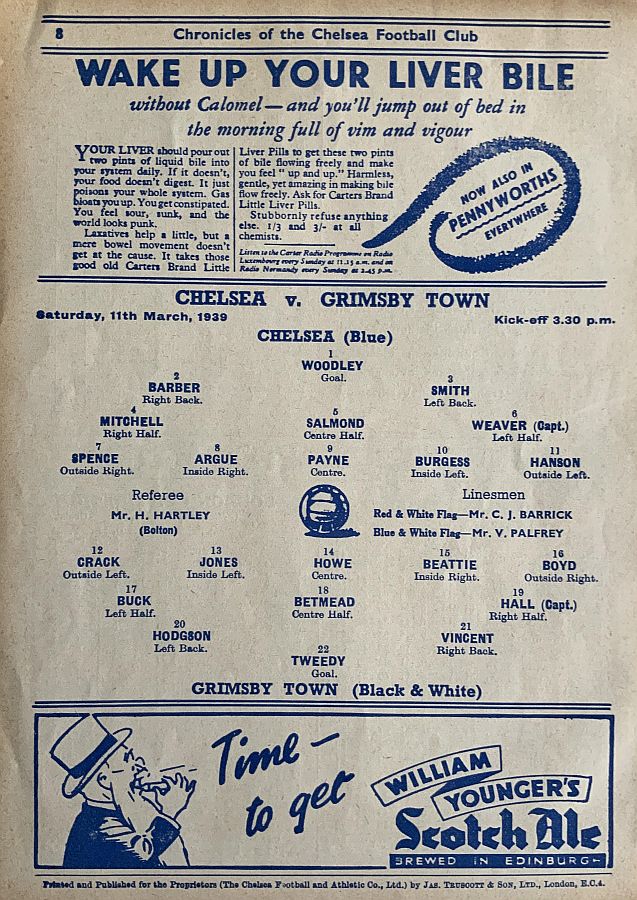 8
Chronicles of the Chelsea Football Club
WAKE UP YOUR LIVER BILE
without Calomel—and you'll jump out of bed in
the morning full of vim and vigour
YOUR LIVER should pour out
two pints of liquid bile into
your system daily. If it doesn't,
your food doesn't digest. It just
poisons your whole system. Gas
bloats you up. You get constipated.
You feel sour, sunk, and the
world looks punk.
Laxatives help a little, but a
mere bowel movement doesn't
get at the cause. It takes those
good old Carters Brand Little
Liver Pills to get these two pints
of bile flowing freely and make
you feel "up and up." Harmless,
gentle, yet amazing in making bile
flow freely. Ask for Carters Brand
Little Liver Pills.
Stubbornly refuse anything
else. 1/3 and 3/- at all
chemists.
Listen to the Carter Radio Programme on Radio
Luxembourg every Sunday at 11.15 a.m. and on
Radio Normandy every Sunday at 2.45 p.m.
NOW ALSO IN
PENNYWORTHS
EVERYWHERE
CHELSEA v. GRIMSBY TOWN
Saturday, 11th March, 1939
Kick-off 3.30 p.m.
CHELSEA (Blue)
1
WOODLEY
Goal.
2
BARBER
Right Back.
3
SMITH
Left Back.
4
MITCHELL
Right Half.
5
SALMOND
Centre Half.
6
WEAVER (Capt.)
Left Half.
7
SPENCE
Outside Right.
8
ARGUE
Inside Right.
9
PAYNE
Centre.
10
BURGESS
Inside Left.
11
HANSON
Outside Left.
Referee
Mr. H. HARTLEY
(Bolton)
Linesmen
Red & White Flag—Mr. C. J. BARRICK
Blue & White Flag—Mr. V. PALFREY
12
CRACK
Outside Left.
13
JONES
Inside Left.
14
HOWE
Centre.
15
BEATTIE
Inside Right.
16
BOYD
Outside Right.
17
BUCK
Left Half.
18
BETMEAD
Centre Half.
19
HALL (Capt.)
Right Half.
20
HODGSON
Left Back.
21
VINCENT
Right Back.
22
TWEEDY
Goal.
GRIMSBY TOWN (Black & White)
Time—
to get
WILLIAM
YOUNGER'S
Scotch Ale
BREWED IN EDINBURGH
Printed and Published for the Proprietors (The Chelsea Football and Athletic Co., Ltd.) by JAS. TRUSCOTT & SON, LTD., London, E.C.4.